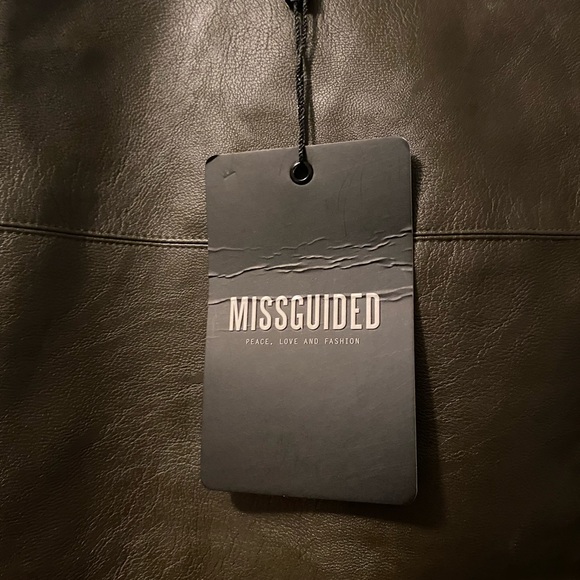 MISSGUIDED
PEACE, LOVE AND FASHION